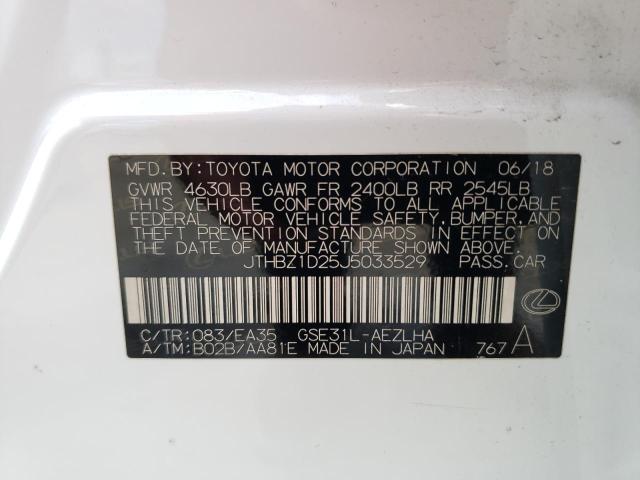 MFD.BY:TOYOTA MOTOR CORPORATION 06/18
GVWR 4630LB GAWR FR 2400LB RR 2545LB
THIS VEHICLE CONFORMS TO ALL APPLICABLE
FEDERAL MOTOR VEHICLE SAFETY, BUMPER, AND
THEFT PREVENTION STANDARDS IN EFFECT ON
THE DATE OF MANUFACTURE SHOWN ABOVE.
JTHBZ1D25J5033529 PASS.CAR
C/TR:083/EA35 GSE31L-AEZLHA
A/TM:B02B/AA81E MADE IN JAPAN 767 A